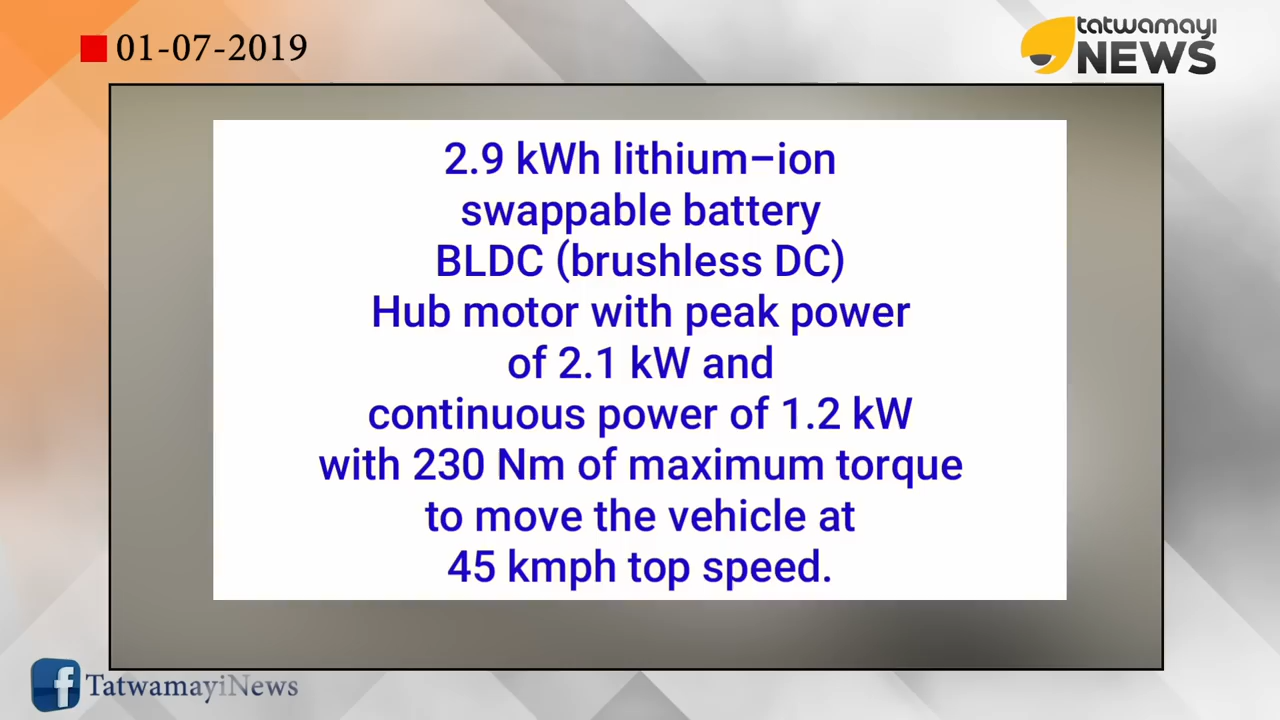 01-07-2019
tatwamayi
NEWS
2.9 kWh lithium–ion
swappable battery
BLDC (brushless DC)
Hub motor with peak power
of 2.1 kW and
continuous power of 1.2 kW
with 230 Nm of maximum torque
to move the vehicle at
45 kmph top speed.
f TatwamayiNews